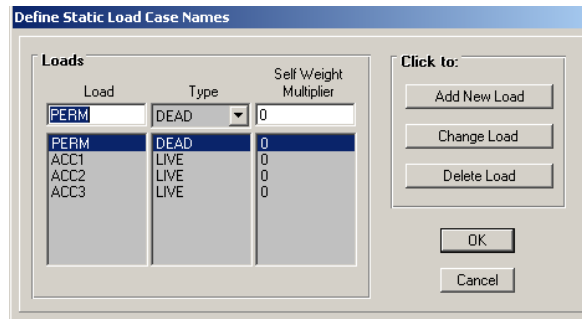 Define Static Load Case Names
Loads
Load Type Self Weight Multiplier
PERM DEAD 0
PERM DEAD 0
ACC1 LIVE 0
ACC2 LIVE 0
ACC3 LIVE 0
Click to:
Add New Load
Change Load
Delete Load
OK
Cancel